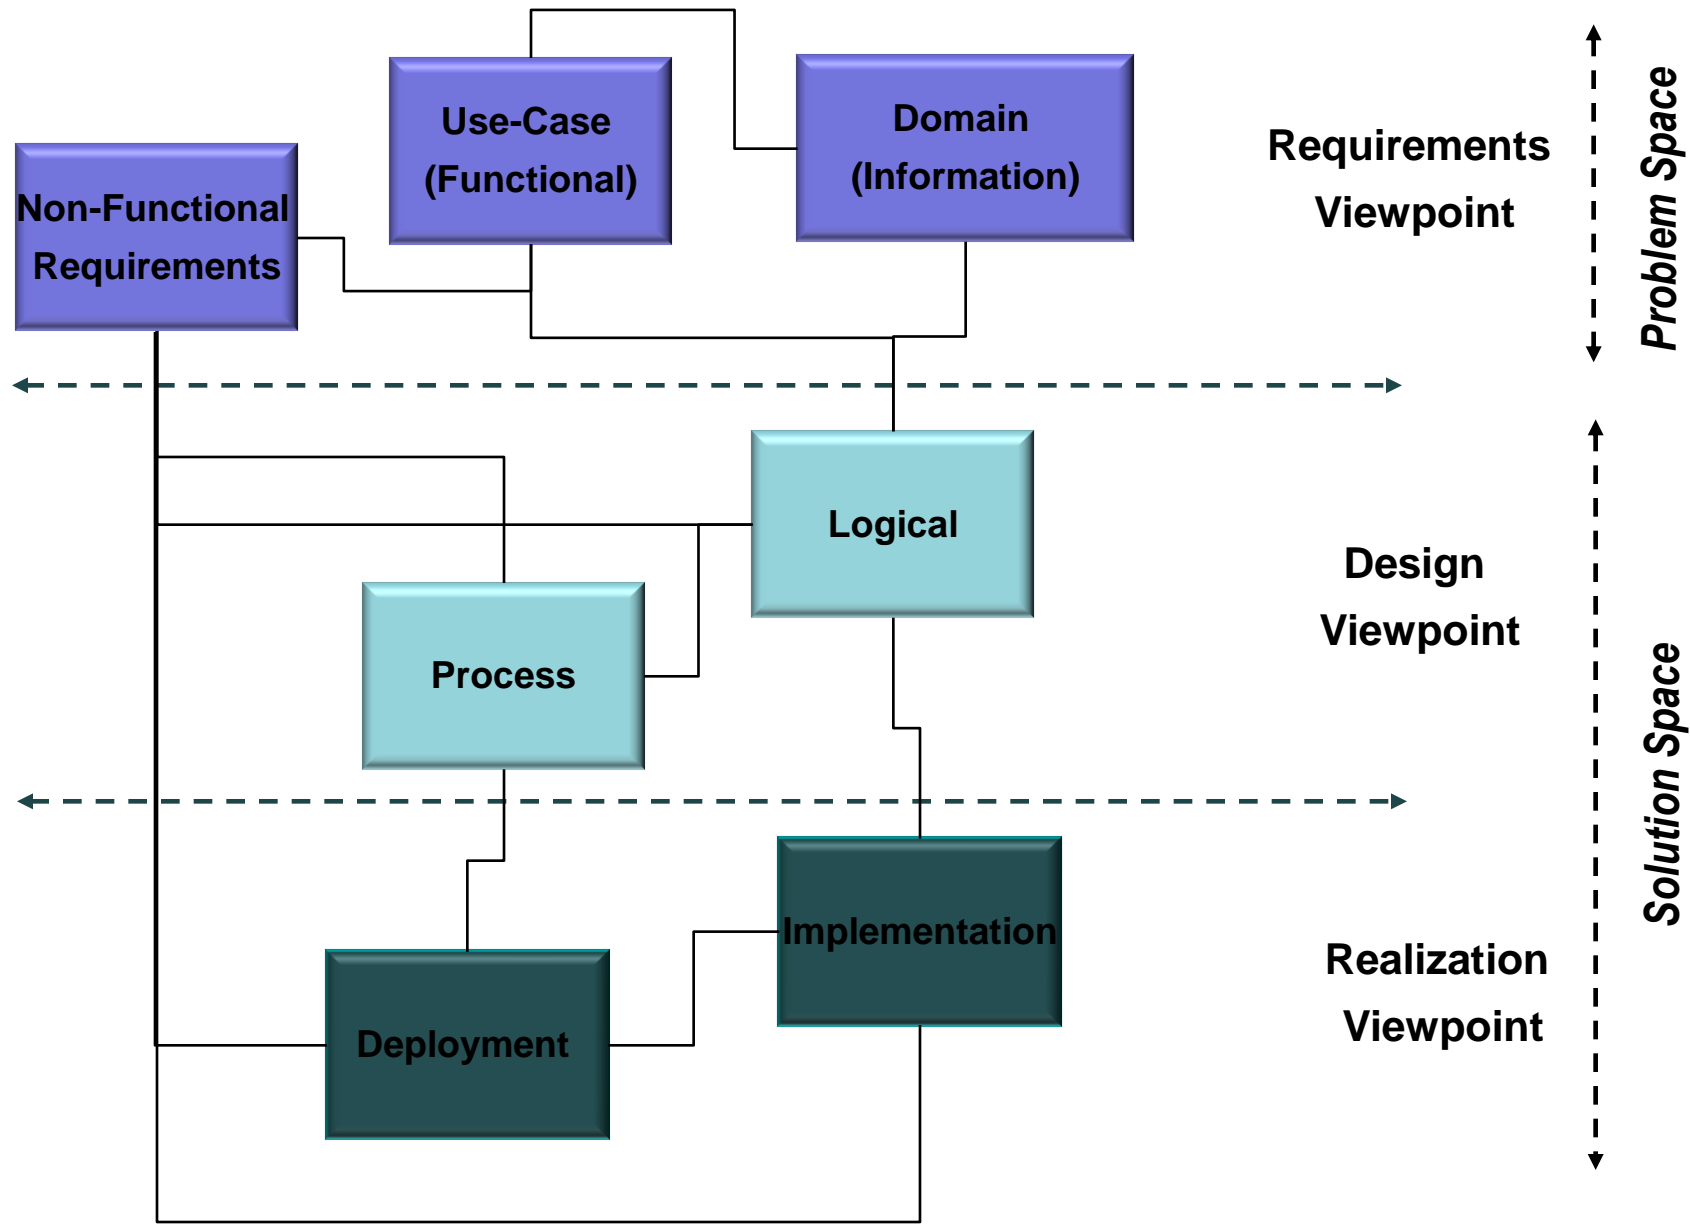 Use-Case
(Functional)
Domain
(Information)
Non-Functional
Requirements
Requirements
Viewpoint
Problem Space
Logical
Process
Design
Viewpoint
Solution Space
Implementation
Deployment
Realization
Viewpoint